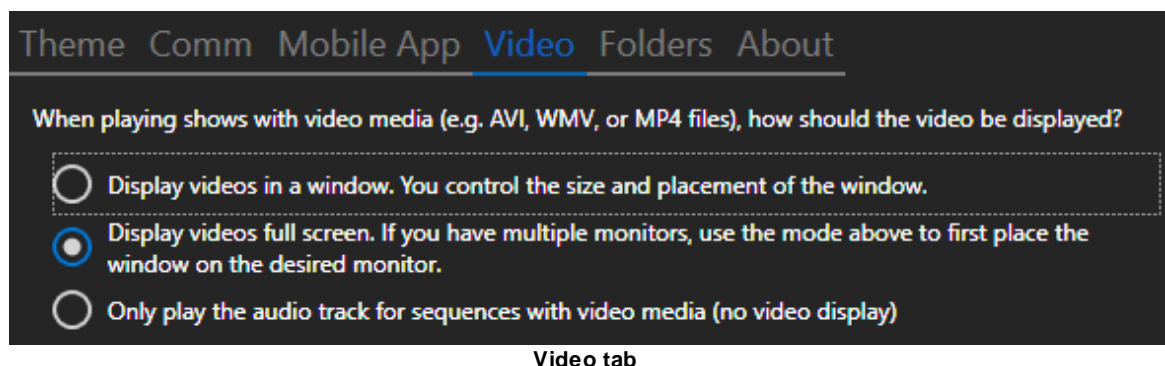 Theme Comm Mobile App Video Folders About
When playing shows with video media (e.g. AVI, WMV, or MP4 files), how should the video be displayed?
Display videos in a window. You control the size and placement of the window.
Display videos full screen. If you have multiple monitors, use the mode above to first place the
window on the desired monitor.
Only play the audio track for sequences with video media (no video display)
Video tab